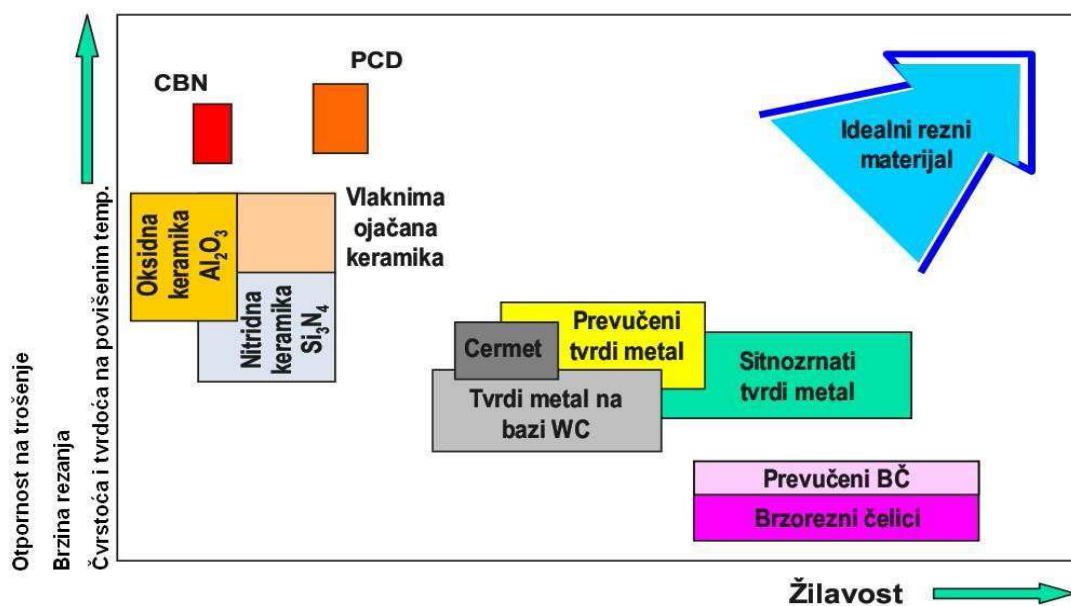 CBN
PCD
Idealni rezni
materijal
Oksidna
keramika
Al₂O₃
Vlaknima
ojačana
keramika
Nitridna
keramika
Si₃N₄
Cermet
Prevučeni
tvrdi metal
Sitnozrnati
tvrdi metal
Tvrdi metal na
bazi WC
Prevučeni BČ
Brzorezni čelici
Otpornost na trošenje
Brzina rezanja
Čvrstoća i tvrdoća na povišenim temp.
Žilavost